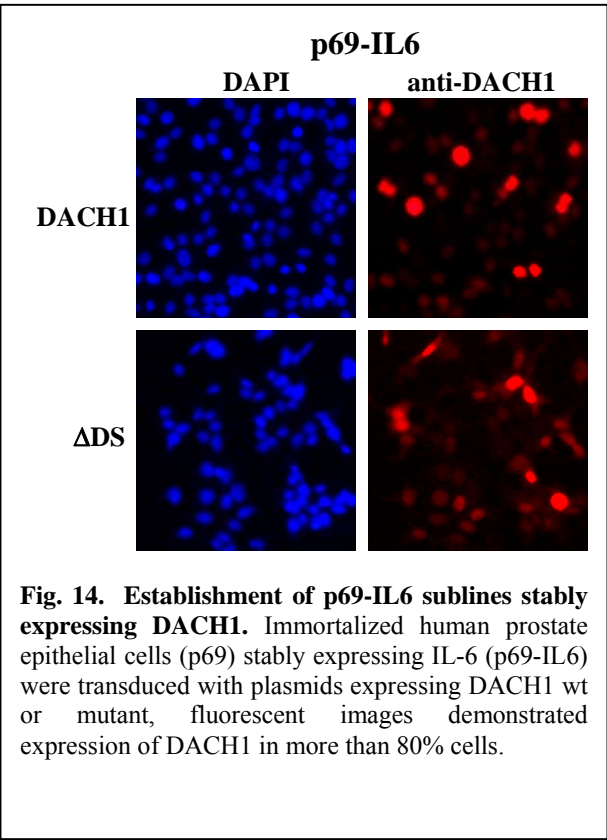 p69-IL6
DAPI anti-DACH1
DACH1
ΔDS
Fig. 14. Establishment of p69-IL6 sublines stably
expressing DACH1. Immortalized human prostate
epithelial cells (p69) stably expressing IL-6 (p69-IL6)
were transduced with plasmids expressing DACH1 wt
or mutant, fluorescent images demonstrated
expression of DACH1 in more than 80% cells.